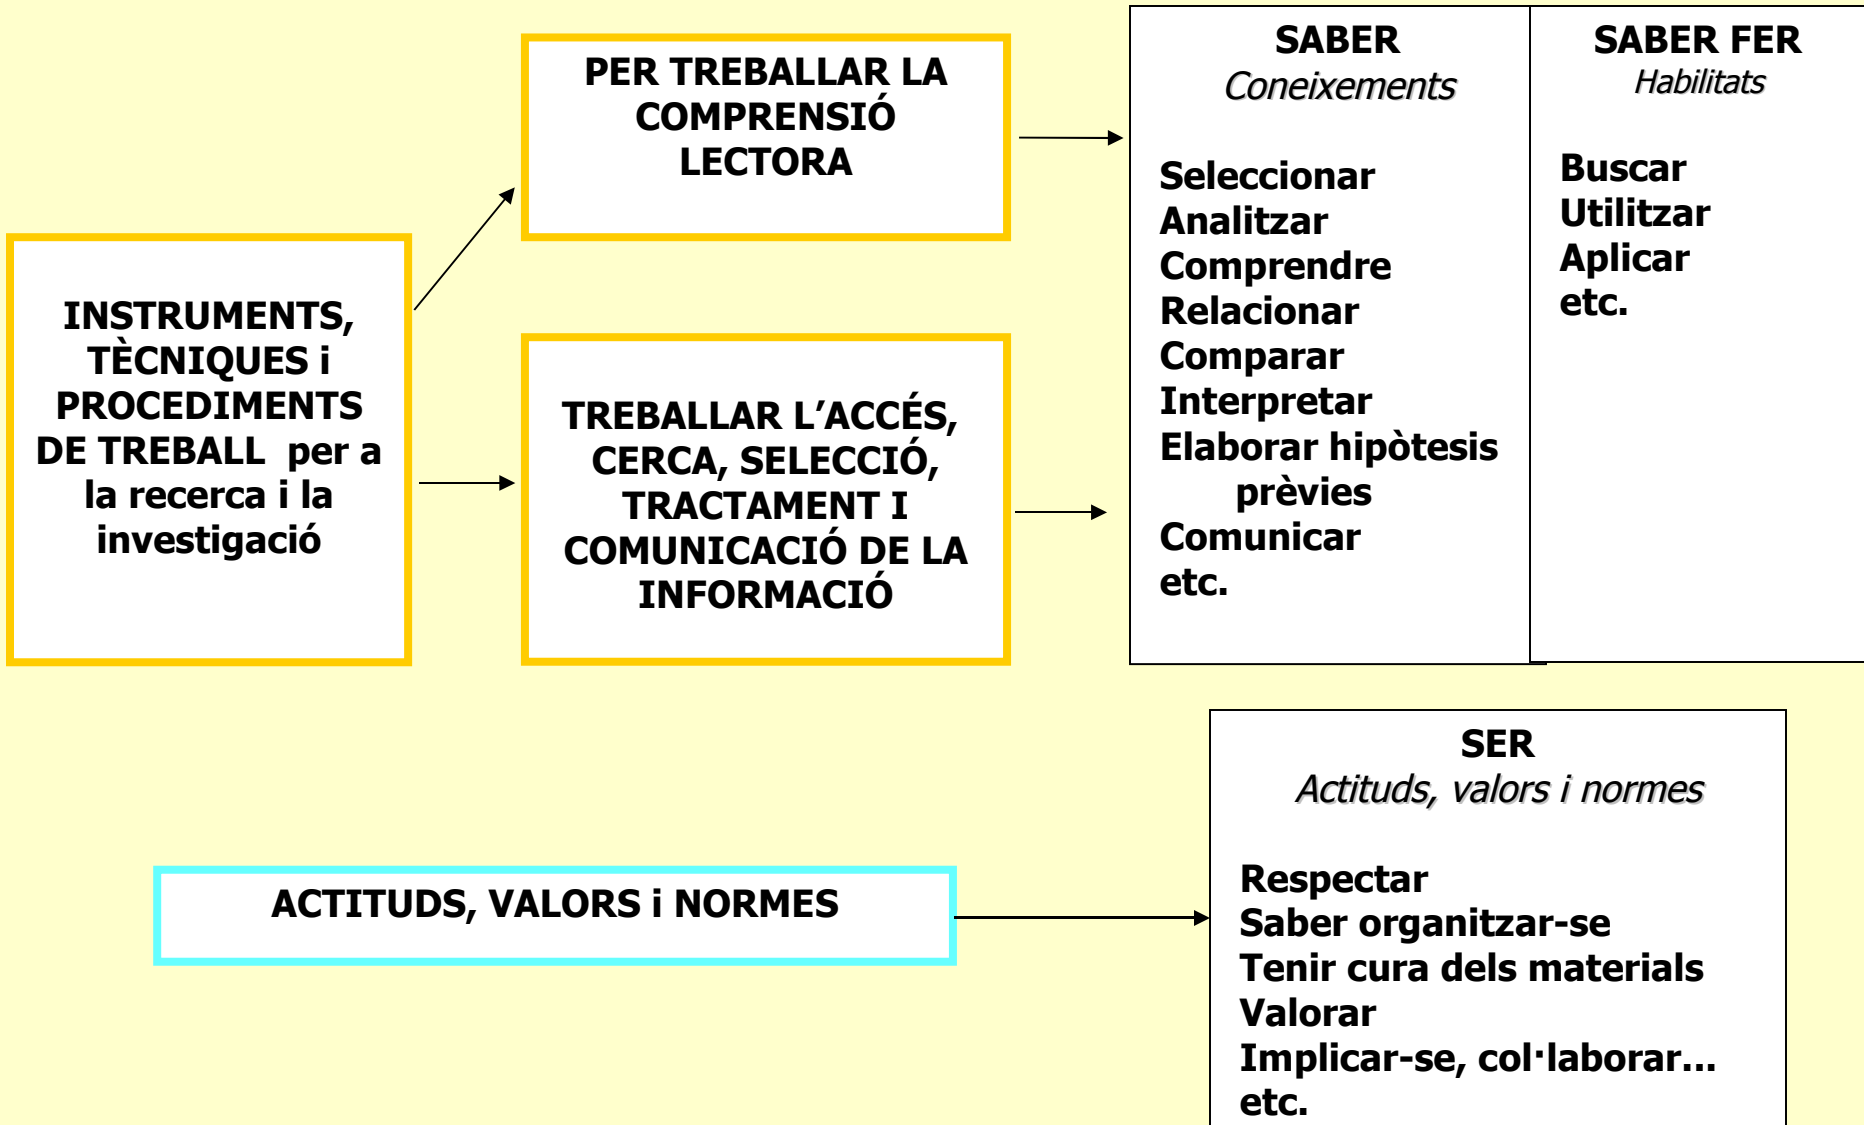 INSTRUMENTS,
TÈCNIQUES i
PROCEDIMENTS
DE TREBALL per a
la recerca i la
investigació
PER TREBALLAR LA
COMPRENSIÓ
LECTORA
TREBALLAR L’ACCÉS,
CERCA, SELECCIÓ,
TRACTAMENT I
COMUNICACIÓ DE LA
INFORMACIÓ
SABER
Coneixements
Seleccionar
Analitzar
Comprendre
Relacionar
Comparar
Interpretar
Elaborar hipòtesis
prèvies
Comunicar
etc.
SABER FER
Habilitats
Buscar
Utilitzar
Aplicar
etc.
ACTITUDS, VALORS i NORMES
SER
Actituds, valors i normes
Respectar
Saber organitzar-se
Tenir cura dels materials
Valorar
Implicar-se, col·laborar…
etc.